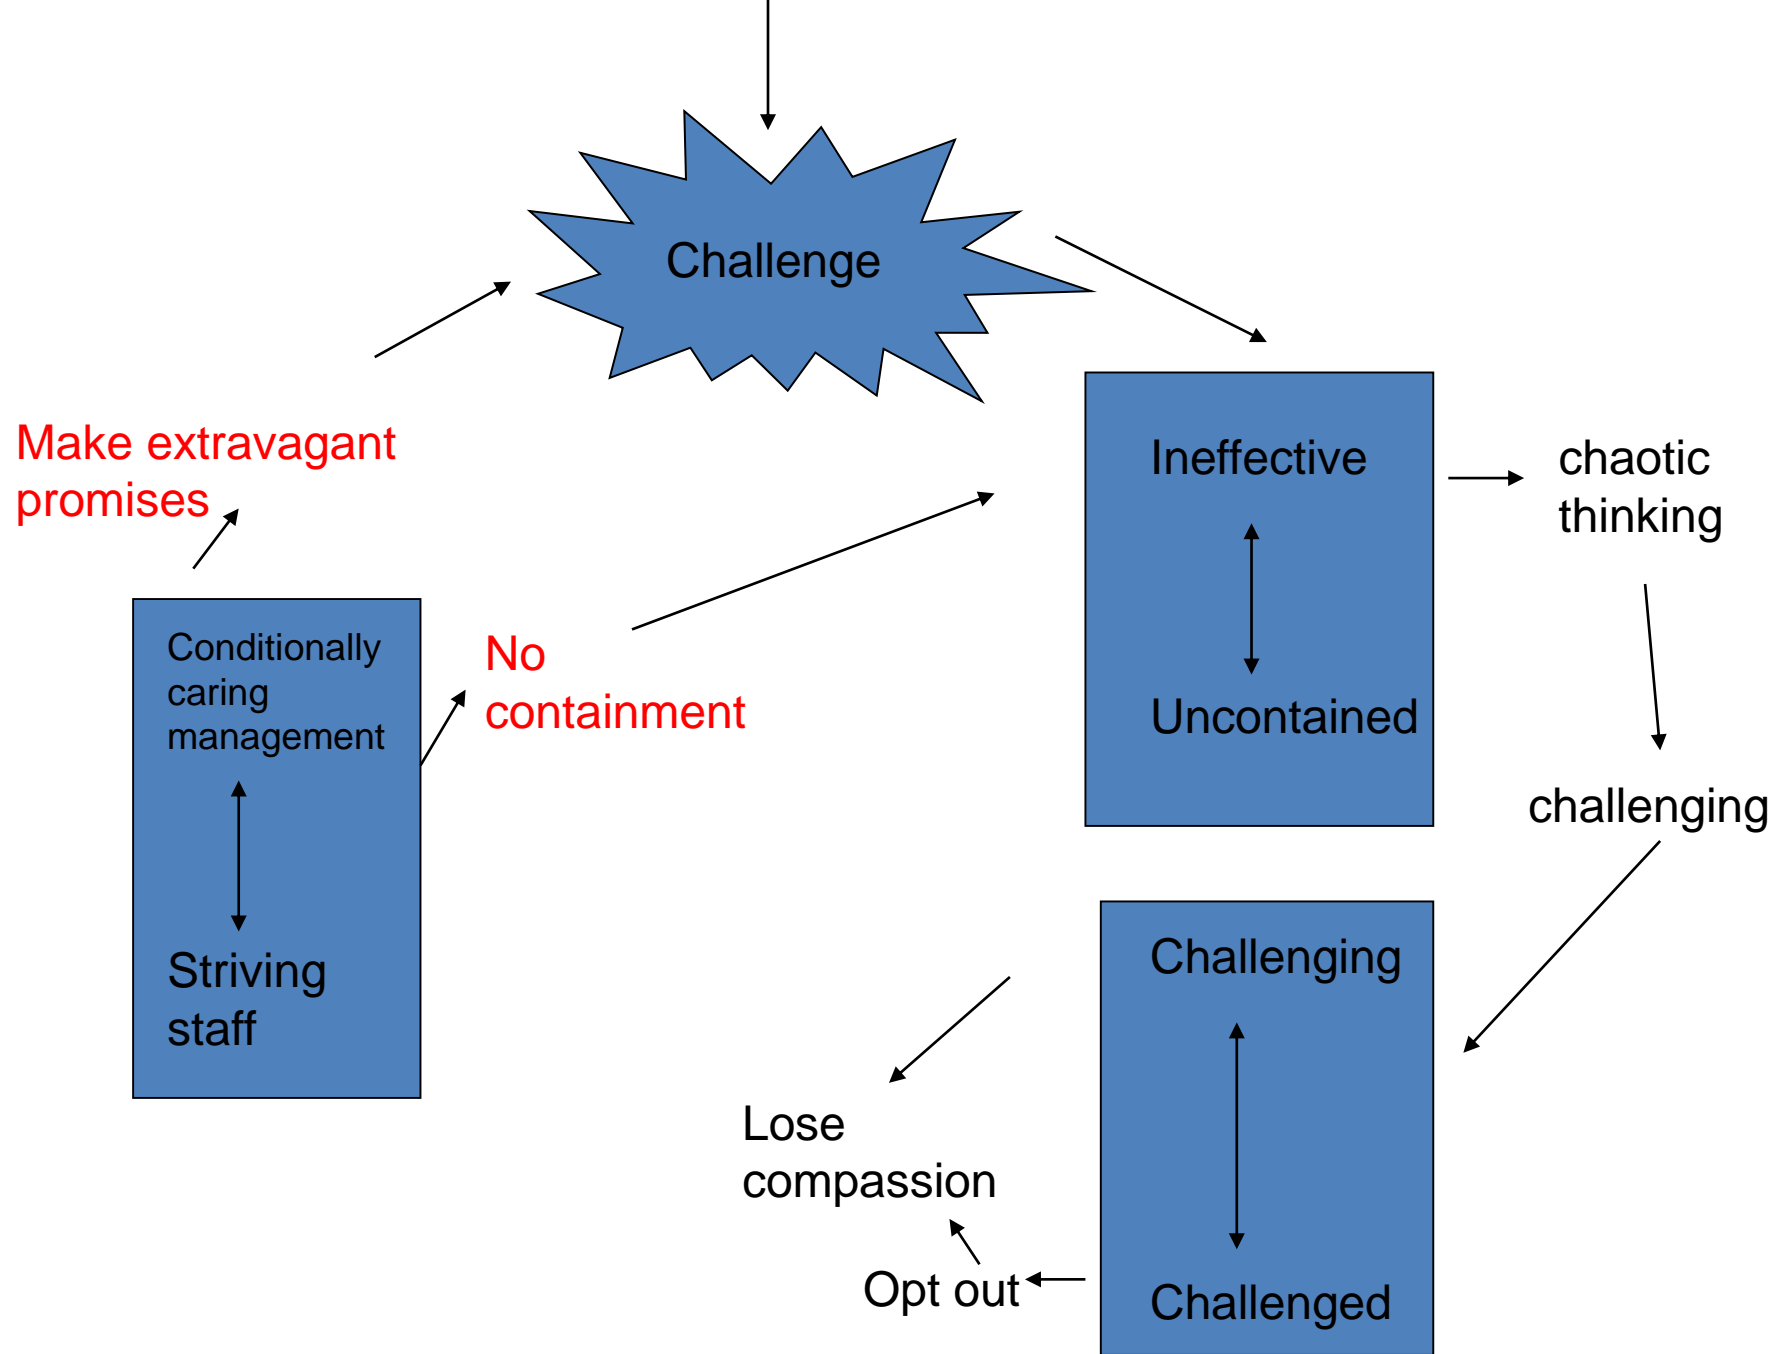 Challenge
Make extravagant
promises
Ineffective
Uncontained
chaotic
thinking
Conditionally
caring
management
Striving
staff
No
containment
challenging
Challenging
Challenged
Lose
compassion
Opt out